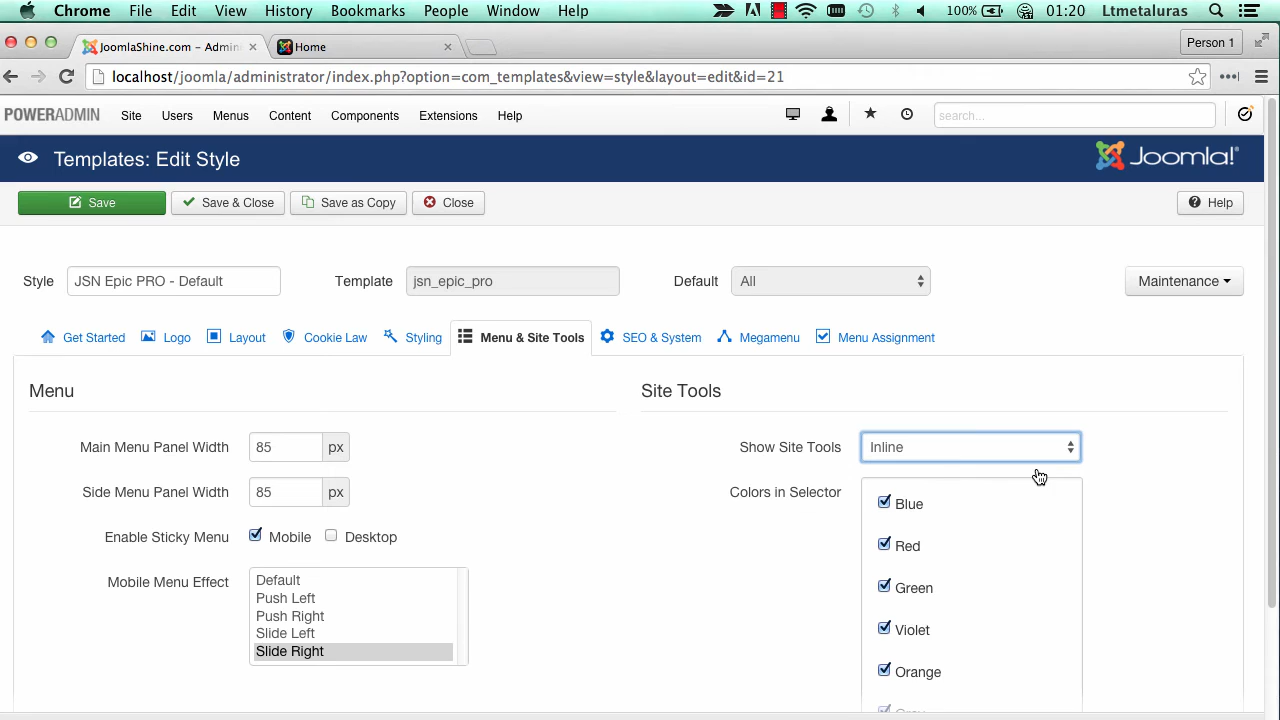 Chrome File Edit View History Bookmarks People Window Help 100% 01:20 Ltmetaluras
JoomlaShine.com - Admin Home Person 1
localhost/joomla/administrator/index.php?option=com_templates&view=style&layout=edit&id=21
POWERADMIN Site Users Menus Content Components Extensions Help search...
Templates: Edit Style Joomla!
Save Save & Close Save as Copy Close Help
Style JSN Epic PRO - Default Template jsn_epic_pro Default All Maintenance
Get Started Logo Layout Cookie Law Styling Menu & Site Tools SEO & System Megamenu Menu Assignment
Menu
Main Menu Panel Width 85 px
Side Menu Panel Width 85 px
Enable Sticky Menu Mobile Desktop
Mobile Menu Effect Default
Push Left
Push Right
Slide Left
Slide Right
Site Tools
Show Site Tools Inline
Colors in Selector Blue
Red
Green
Violet
Orange